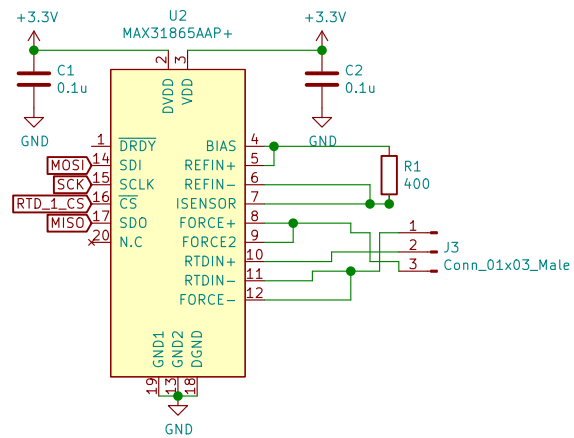 +3.3V
U2
MAX31865AAP+
+3.3V
C1
0.1u
GND
C2
0.1u
GND
2
3
DVDD
VDD
1
DRDY
MOSI
14
SDI
SCK
15
SCLK
RTD_1_CS
16
CS
MISO
17
SDO
20
N.C
BIAS
4
REFIN+
5
REFIN-
6
ISENSOR
7
FORCE+
8
FORCE2
9
RTDIN+
10
RTDIN-
11
FORCE-
12
R1
400
1
2
3
J3
Conn_01x03_Male
GND1
GND2
DGND
19
13
18
GND